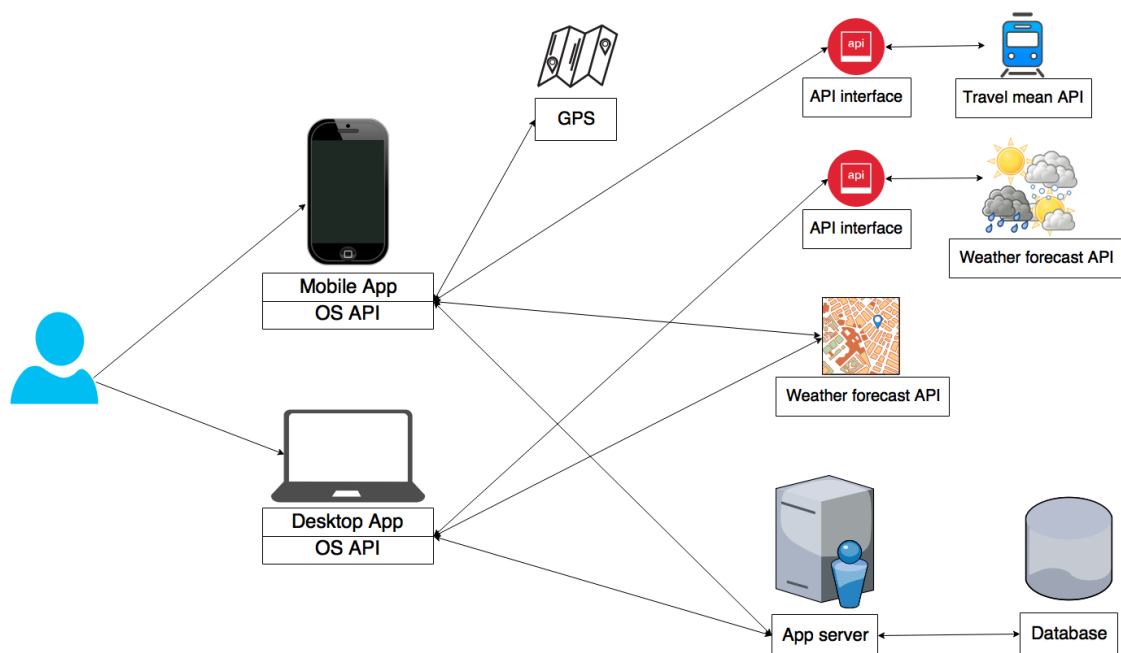 api
API interface
Travel mean API
GPS
api
API interface
Weather forecast API
Mobile App
OS API
Weather forecast API
Desktop App
OS API
App server
Database